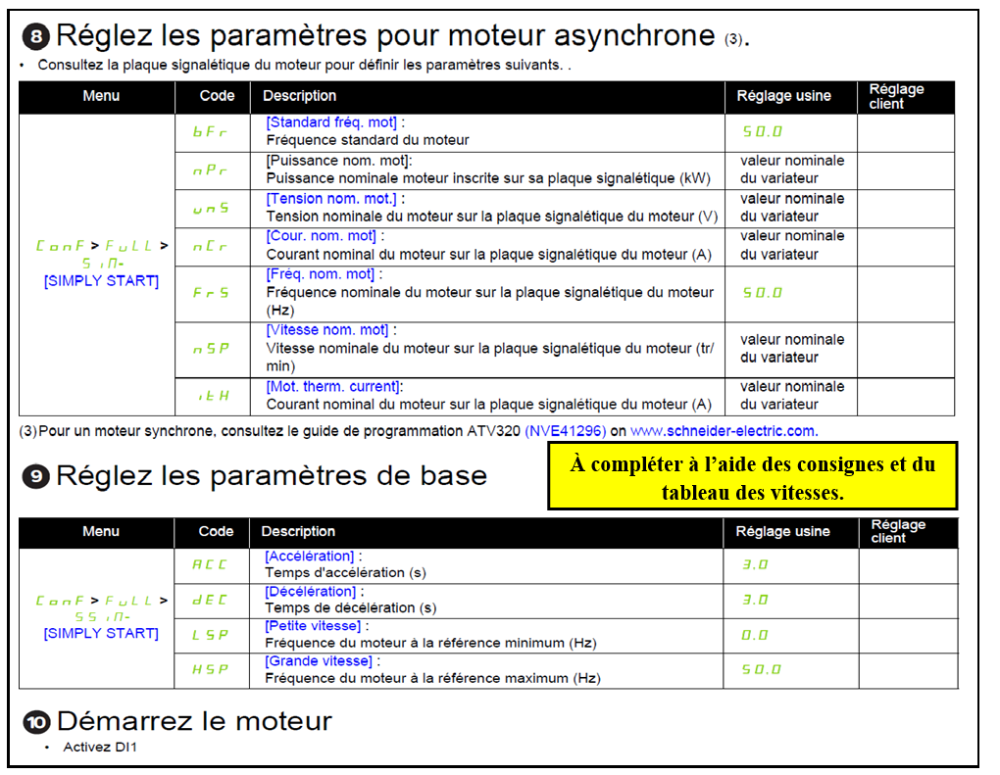 8 Réglez les paramètres pour moteur asynchrone (3).
• Consultez la plaque signalétique du moteur pour définir les paramètres suivants. .
Menu Code Description Réglage usine Réglage client
ConF > FuLL >
SiM-
[SIMPLY START]
bFr [Standard fréq. mot] :
Fréquence standard du moteur
50.0
nPr [Puissance nom. mot]:
Puissance nominale moteur inscrite sur sa plaque signalétique (kW)
valeur nominale
du variateur
unS [Tension nom. mot.] :
Tension nominale du moteur sur la plaque signalétique du moteur (V)
valeur nominale
du variateur
nCr [Cour. nom. mot] :
Courant nominal du moteur sur la plaque signalétique du moteur (A)
valeur nominale
du variateur
FrS [Fréq. nom. mot] :
Fréquence nominale du moteur sur la plaque signalétique du moteur
(Hz)
50.0
nSP [Vitesse nom. mot] :
Vitesse nominale du moteur sur la plaque signalétique du moteur (tr/
min)
valeur nominale
du variateur
itH [Mot. therm. current]:
Courant nominal du moteur sur la plaque signalétique du moteur (A)
valeur nominale
du variateur
(3)Pour un moteur synchrone, consultez le guide de programmation ATV320 (NVE41296) on www.schneider-electric.com.
9 Réglez les paramètres de base
À compléter à l’aide des consignes et du
tableau des vitesses.
Menu Code Description Réglage usine Réglage client
ConF > FuLL >
SSiM-
[SIMPLY START]
ACC [Accélération] :
Temps d'accélération (s)
3.0
dEC [Décélération] :
Temps de décélération (s)
3.0
LSP [Petite vitesse] :
Fréquence du moteur à la référence minimum (Hz)
0.0
HSP [Grande vitesse] :
Fréquence du moteur à la référence maximum (Hz)
50.0
10 Démarrez le moteur
• Activez DI1